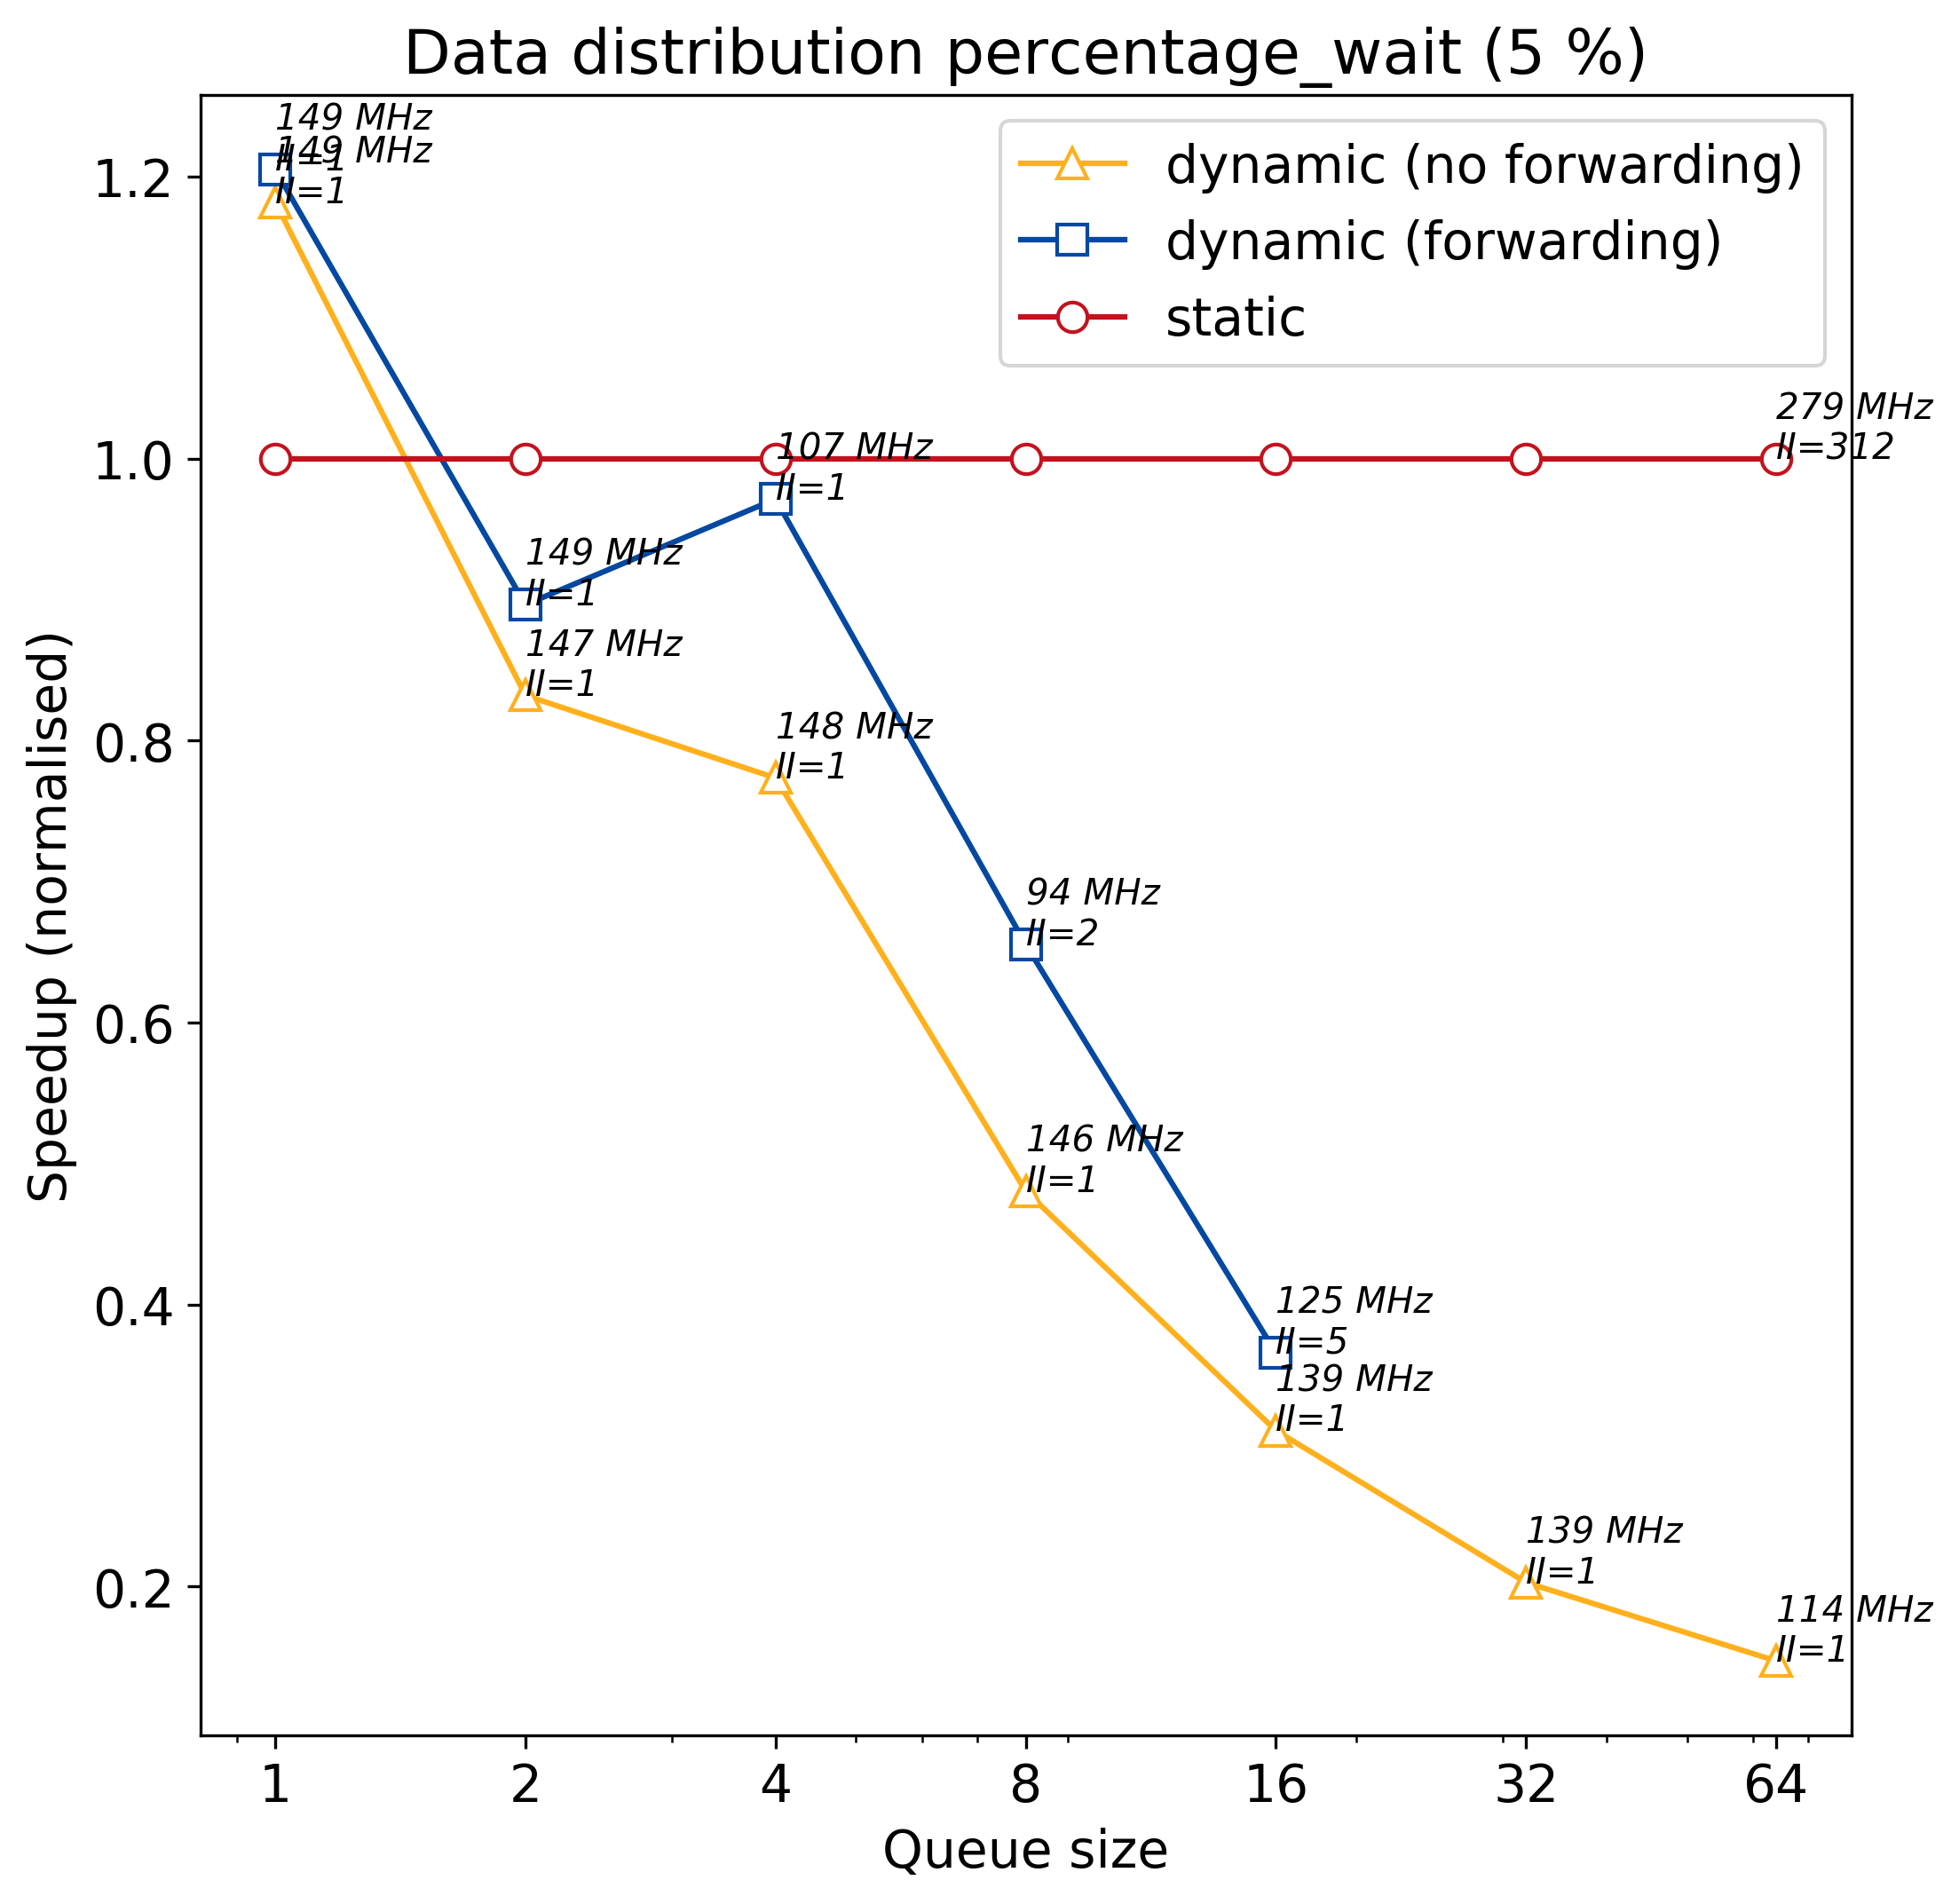 Data distribution percentage_wait (5 %)
149 MHz
II=1
149 MHz
II=1
dynamic (no forwarding)
dynamic (forwarding)
static
279 MHz
II=312
107 MHz
II=1
149 MHz
II=1
147 MHz
II=1
148 MHz
II=1
94 MHz
II=2
146 MHz
II=1
125 MHz
II=5
139 MHz
II=1
139 MHz
II=1
114 MHz
II=1
1.2
1.0
0.8
0.6
0.4
0.2
Speedup (normalised)
1 2 4 8 16 32 64
Queue size